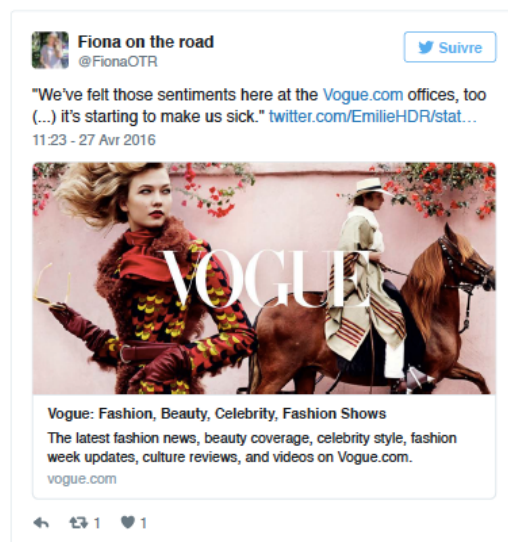 Fiona on the road
@FionaOTR
Suivre
"We've felt those sentiments here at the Vogue.com offices, too
(...) it's starting to make us sick." twitter.com/EmilieHDR/stat...
11:23 - 27 Avr 2016
VOGUE
Vogue: Fashion, Beauty, Celebrity, Fashion Shows
The latest fashion news, beauty coverage, celebrity style, fashion
week updates, culture reviews, and videos on Vogue.com.
vogue.com
1 1